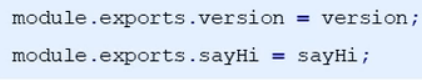 module.exports.version = version;
module.exports.sayHi = sayHi;